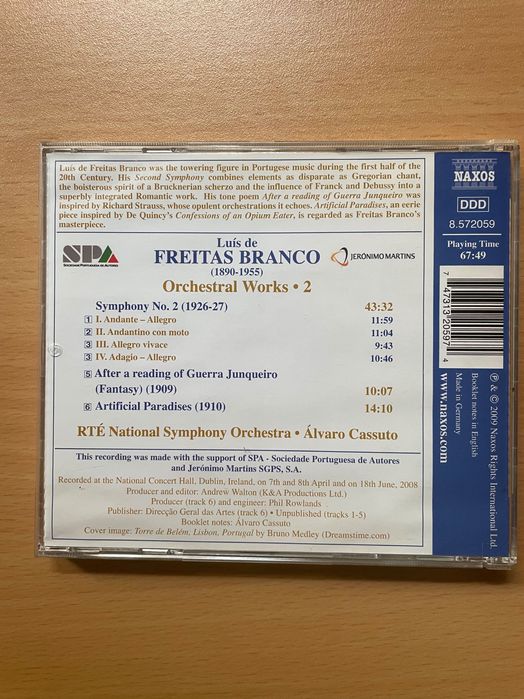 Luís de Freitas Branco was the towering figure in Portugese music during the first half of the
20th Century. His Second Symphony combines elements as disparate as Gregorian chant,
the boisterous spirit of a Brucknerian scherzo and the influence of Franck and Debussy into a
superbly integrated Romantic work. His tone poem After a reading of Guerra Junqueiro was
inspired by Richard Strauss, whose opulent orchestrations it echoes. Artificial Paradises, an eerie
piece inspired by De Quincy's Confessions of an Opium Eater, is regarded as Freitas Branco's
masterpiece.
SPA
SOCIEDADE PORTUGUESA DE AUTORES
Luís de
FREITAS BRANCO
(1890-1955)
JERÓNIMO MARTINS
Orchestral Works • 2
Symphony No. 2 (1926-27) 43:32
1 I. Andante – Allegro 11:59
2 II. Andantino con moto 11:04
3 III. Allegro vivace 9:43
3 IV. Adagio – Allegro 10:46
5 After a reading of Guerra Junqueiro
(Fantasy) (1909) 10:07
6 Artificial Paradises (1910) 14:10
RTÉ National Symphony Orchestra • Álvaro Cassuto
This recording was made with the support of SPA - Sociedade Portuguesa de Autores
and Jerónimo Martins SGPS, S.A.
Recorded at the National Concert Hall, Dublin, Ireland, on 7th and 8th April and on 18th June, 2008
Producer and editor: Andrew Walton (K&A Productions Ltd.)
Producer (track 6) and engineer: Phil Rowlands
Publisher: Direcção Geral das Artes (track 6) • Unpublished (tracks 1-5)
Booklet notes: Álvaro Cassuto
Cover image: Torre de Belém, Lisbon, Portugal by Bruno Medley (Dreamstime.com)
NAXOS
DDD
8.572059
Playing Time
67:49
7 47313 20597 4
www.naxos.com
Made in Germany
Booklet notes in English
℗ & © 2009 Naxos Rights International Ltd.